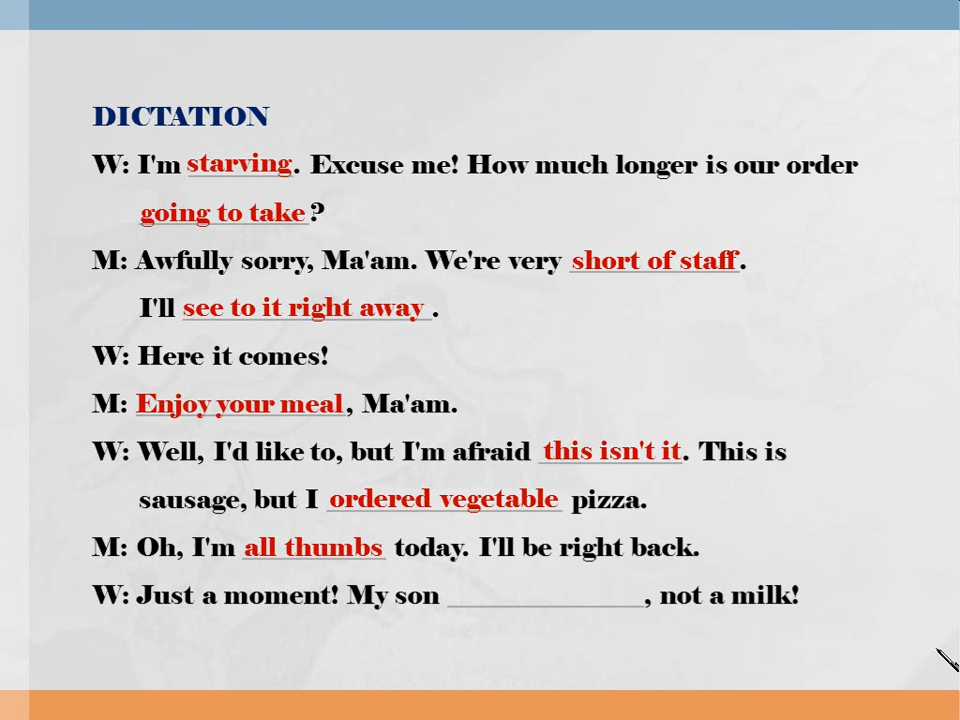 DICTATION
W: I'm starving. Excuse me! How much longer is our order
going to take?
M: Awfully sorry, Ma'am. We're very short of staff.
I'll see to it right away.
W: Here it comes!
M: Enjoy your meal, Ma'am.
W: Well, I'd like to, but I'm afraid this isn't it. This is
sausage, but I ordered vegetable pizza.
M: Oh, I'm all thumbs today. I'll be right back.
W: Just a moment! My son ______________, not a milk!